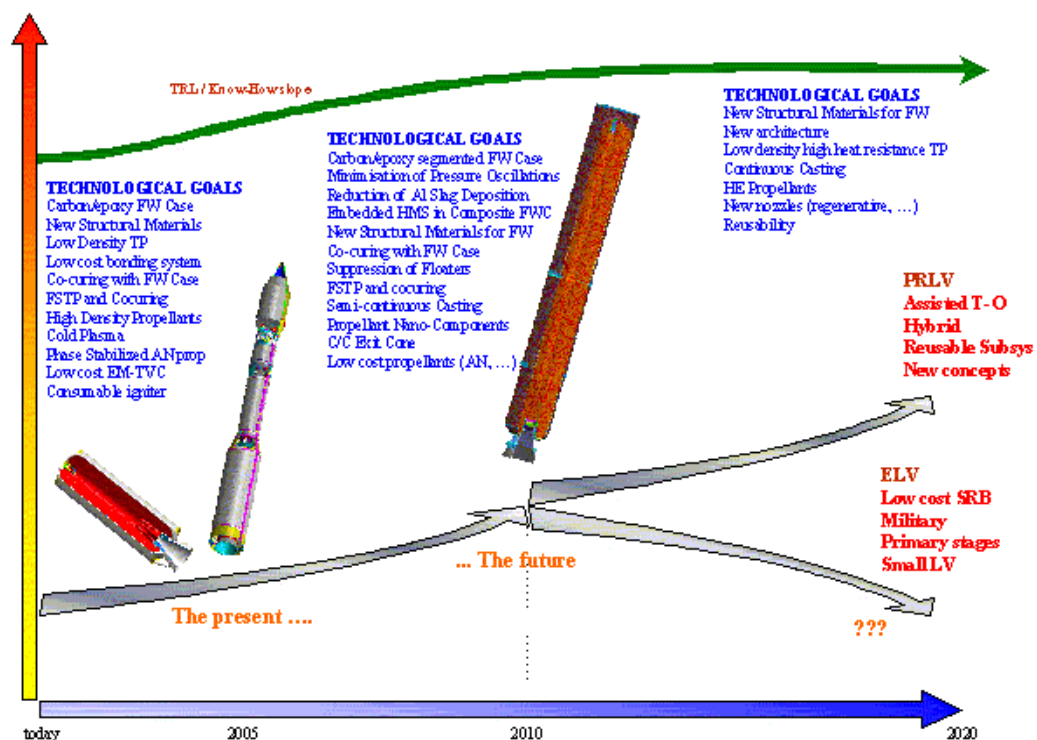 TRL / Know-How slope
TECHNOLOGICAL GOALS
Carbon/epoxy FW Case
New Structural Materials
Low Density TP
Low cost bonding system
Co-curing with FW Case
FSTP and Cocuring
High Density Propellants
Cold Plasma
Phase Stabilized AN prop
Low cost EM-TVC
Consumable igniter
TECHNOLOGICAL GOALS
Carbon/epoxy segmented FW Case
Minimisation of Pressure Oscillations
Reduction of Al Slag Deposition
Embedded HMS in Composite FWC
New Structural Materials for FW
Co-curing with FW Case
Suppression of Floaters
FSTP and cocuring
Semi-continuous Casting
Propellant Nano-Components
C/C Exit Cone
Low cost propellants (AN, ...)
TECHNOLOGICAL GOALS
New Structural Materials for FW
New architecture
Low density high heat resistance TP
Continuous Casting
HE Propellants
New nozzles (regenerative, ...)
Reusability
PRLV
Assisted T-O
Hybrid
Reusable Subsys
New concepts
ELV
Low cost SRB
Military
Primary stages
Small LV
The present ....
... The future
???
today
2005
2010
2020